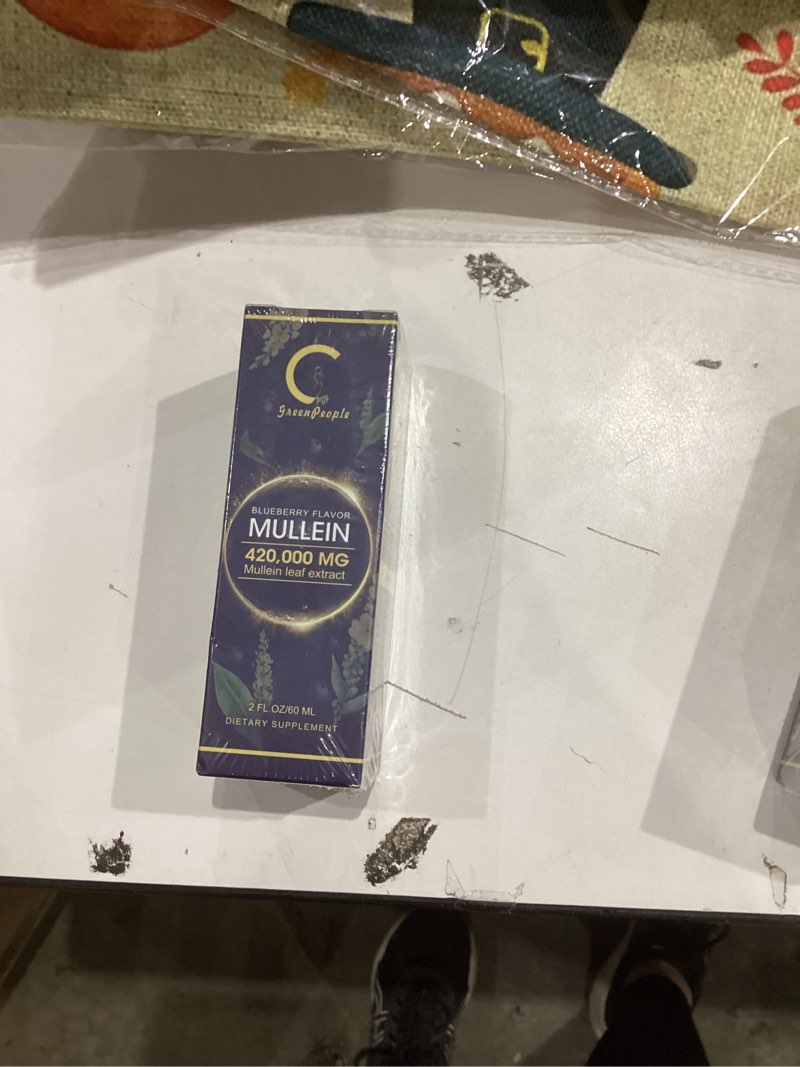 GreenPeople
BLUEBERRY FLAVOR
MULLEIN
420,000 MG
Mullein leaf extract
2 FL.OZ/60 ML
DIETARY SUPPLEMENT